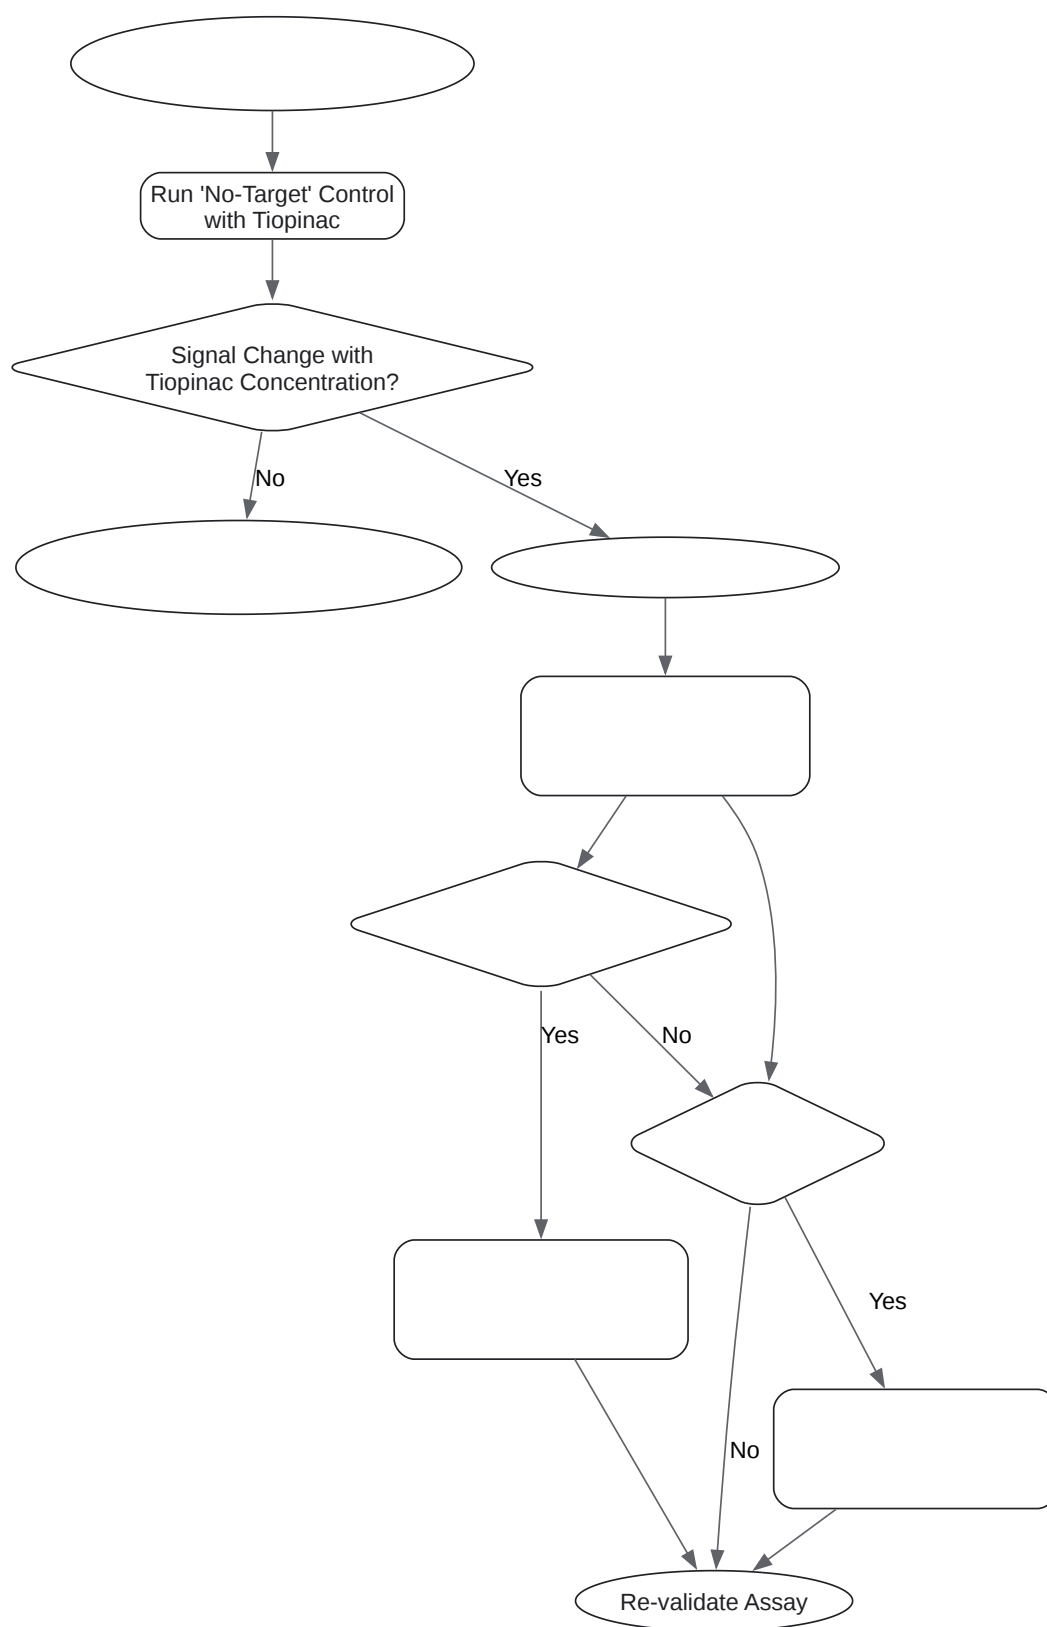 Run 'No-Target' Control
with Tiopinac
Signal Change with
Tiopinac Concentration?
No
Yes
Yes
No
Yes
No
Re-validate Assay